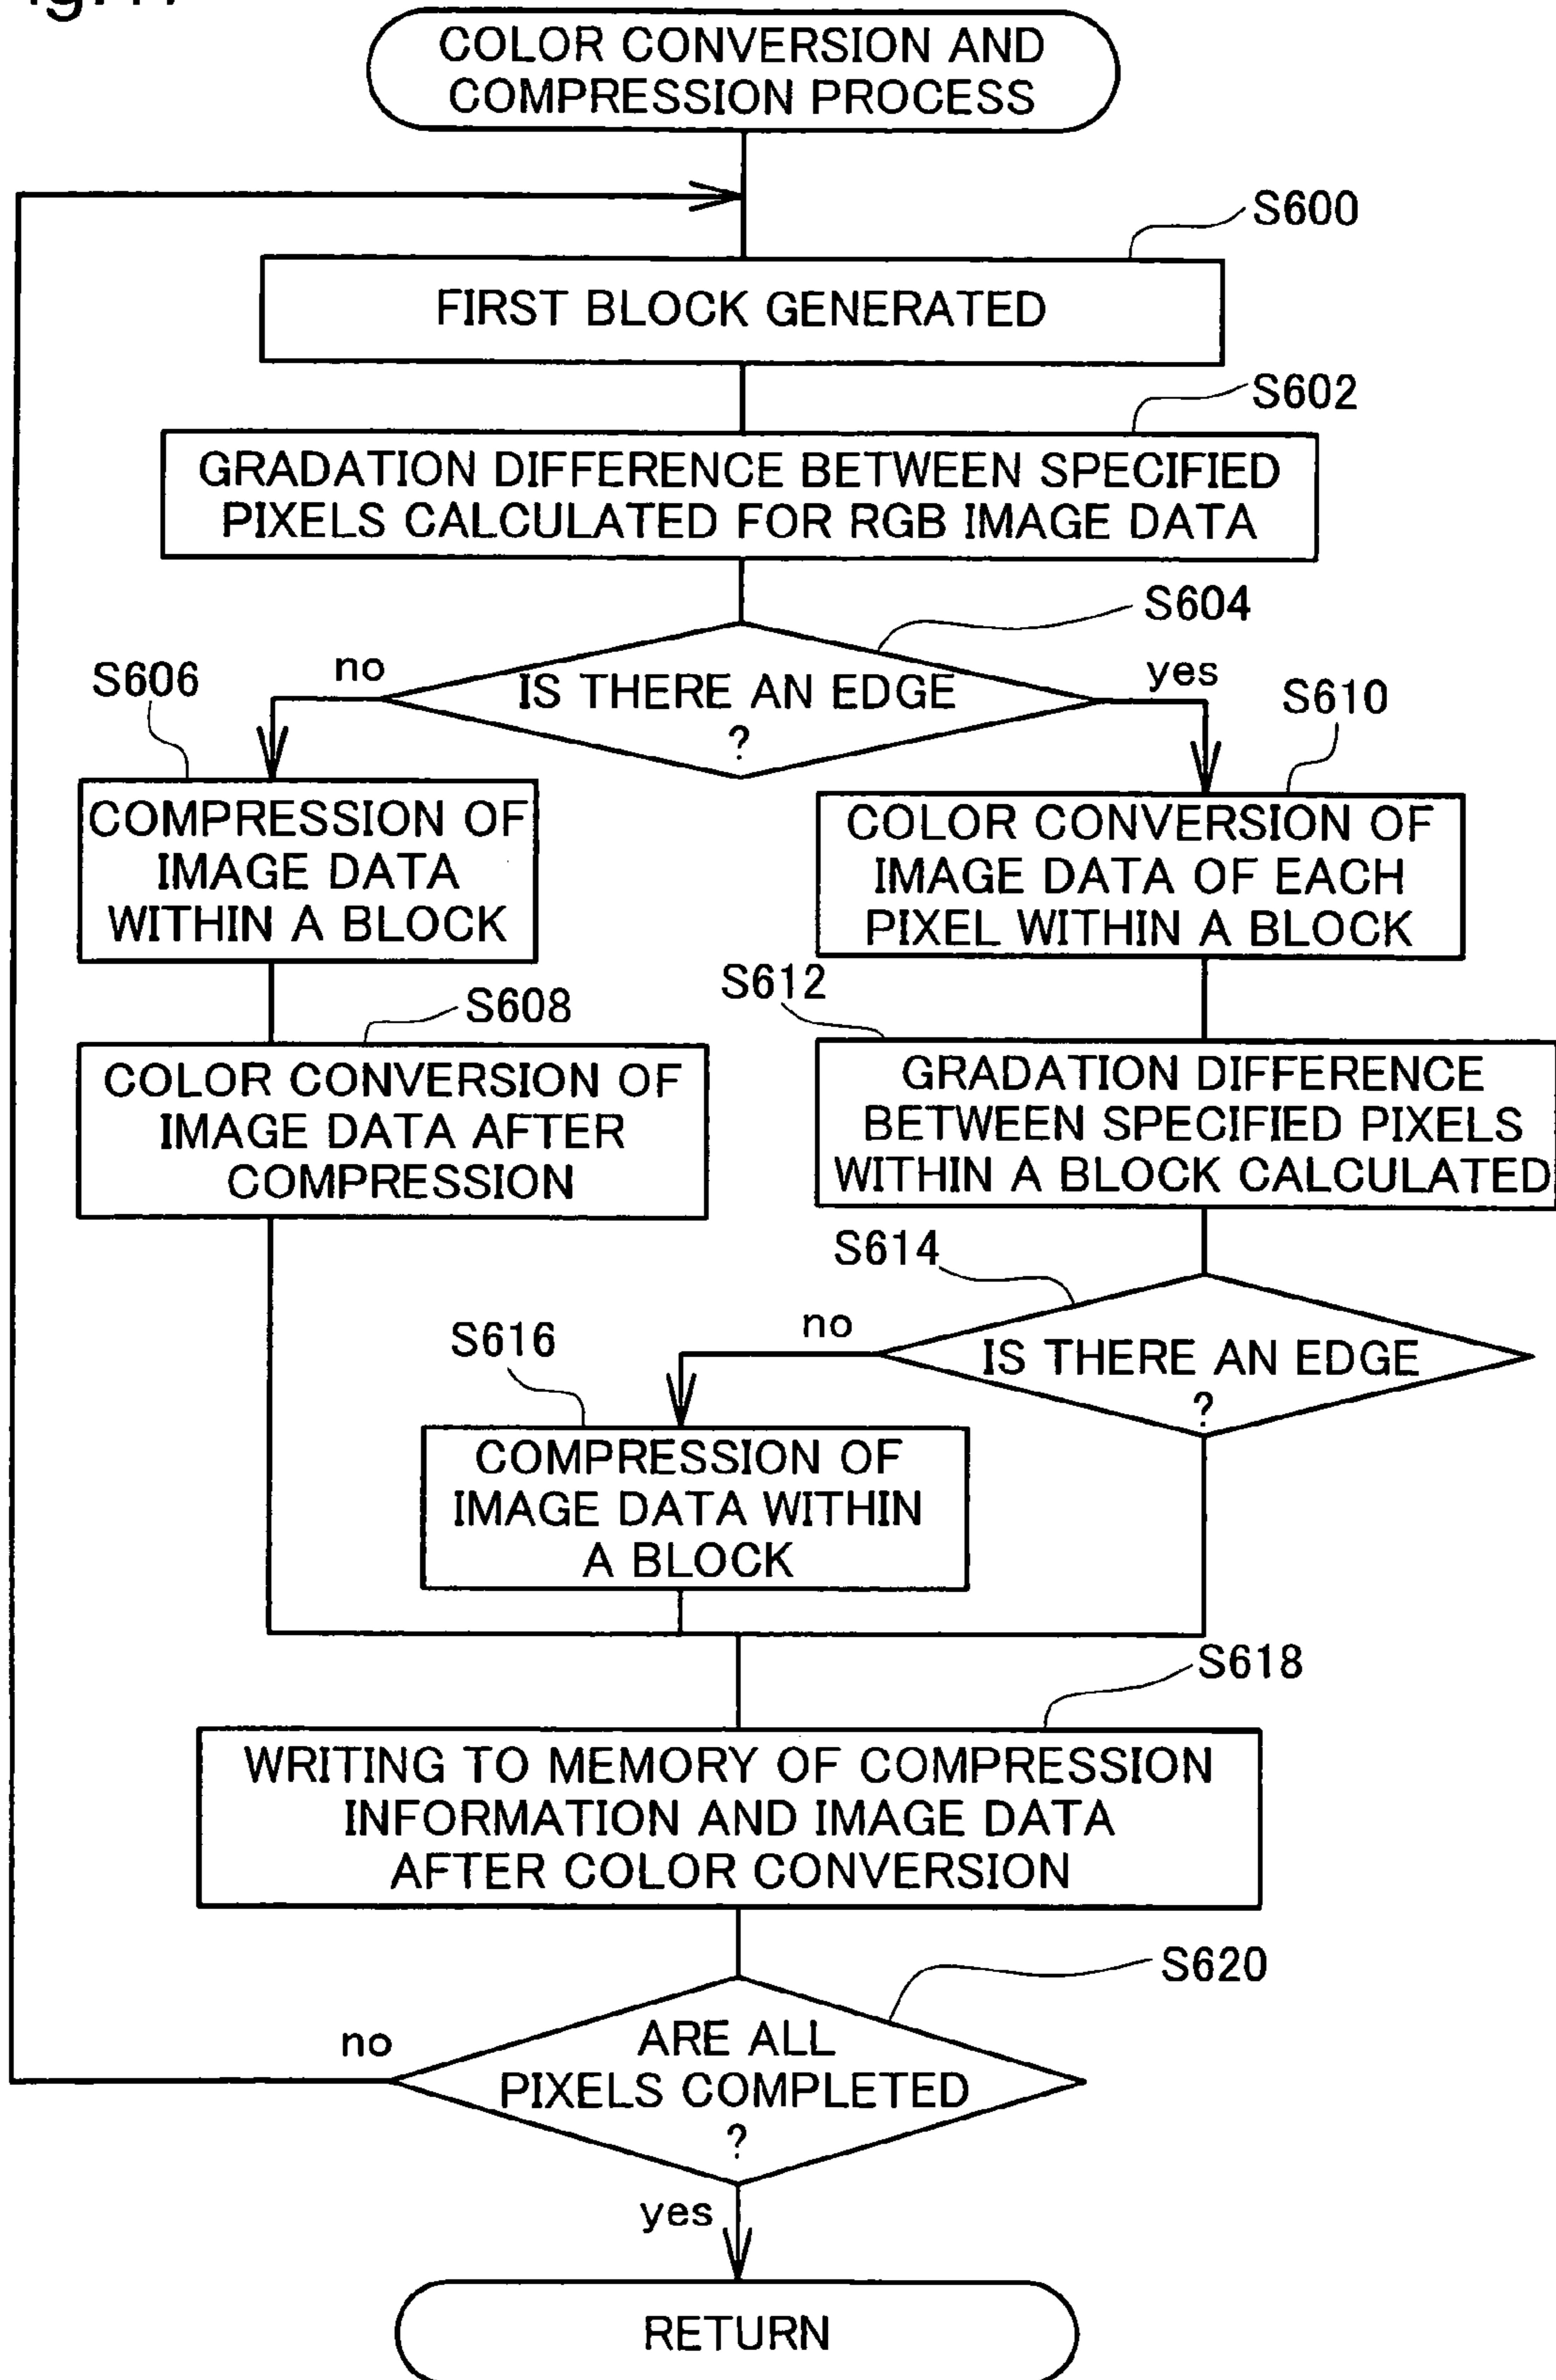 COLOR CONVERSION AND
COMPRESSION PROCESS
S600
FIRST BLOCK GENERATED
S602
GRADATION DIFFERENCE BETWEEN SPECIFIED
PIXELS CALCULATED FOR RGB IMAGE DATA
S604
no
IS THERE AN EDGE
?
yes
S606
COMPRESSION OF
IMAGE DATA
WITHIN A BLOCK
S610
COLOR CONVERSION OF
IMAGE DATA OF EACH
PIXEL WITHIN A BLOCK
S608
COLOR CONVERSION OF
IMAGE DATA AFTER
COMPRESSION
S612
GRADATION DIFFERENCE
BETWEEN SPECIFIED PIXELS
WITHIN A BLOCK CALCULATED
S614
no
IS THERE AN EDGE
?
S616
COMPRESSION OF
IMAGE DATA WITHIN
A BLOCK
S618
WRITING TO MEMORY OF COMPRESSION
INFORMATION AND IMAGE DATA
AFTER COLOR CONVERSION
S620
no
ARE ALL
PIXELS COMPLETED
?
yes
RETURN